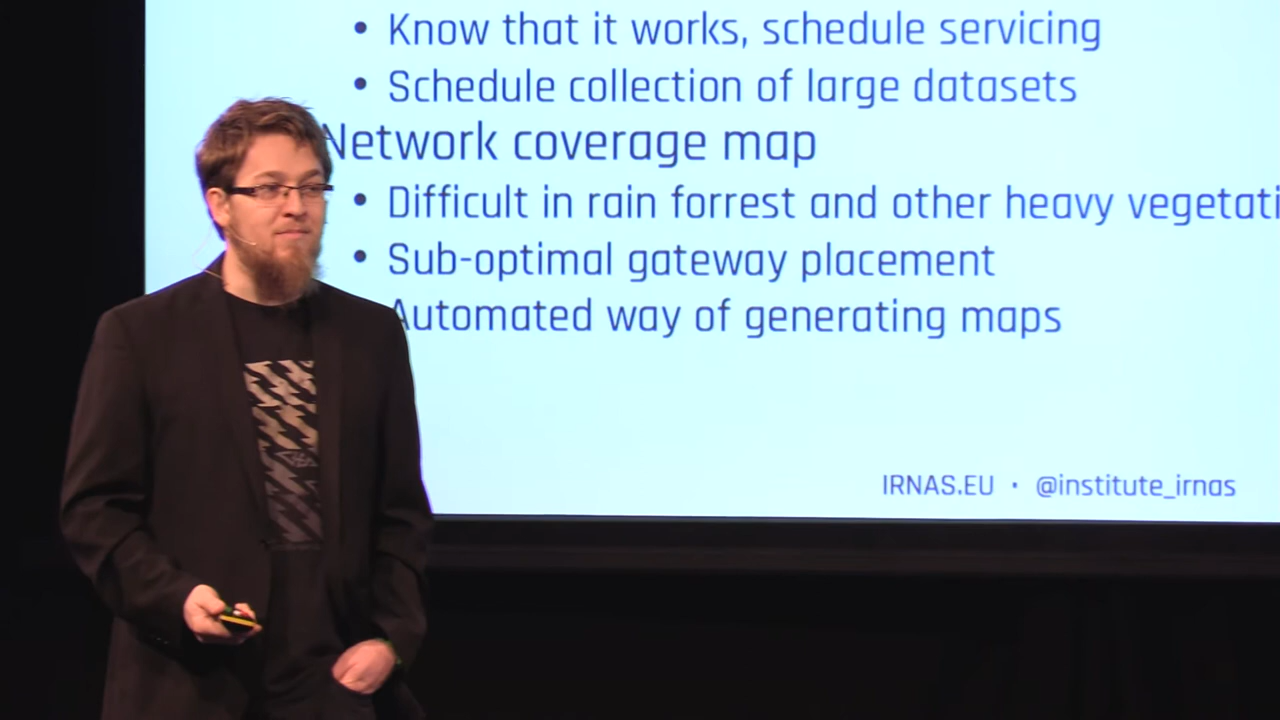 • Know that it works, schedule servicing
• Schedule collection of large datasets
Network coverage map
• Difficult in rain forrest and other heavy vegetati
• Sub-optimal gateway placement
Automated way of generating maps
IRNAS.EU · @institute_irnas